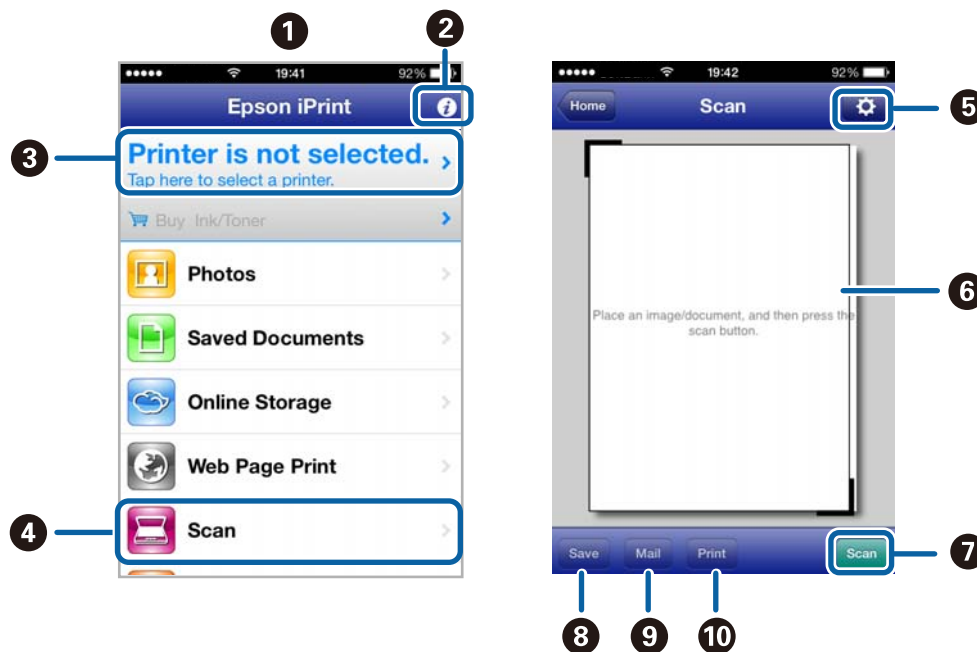 1
2
19:41
92%
Epson iPrint
i
3
Printer is not selected.
Tap here to select a printer.
Buy Ink/Toner
Photos
Saved Documents
Online Storage
Web Page Print
4
Scan
19:42
92%
Home
Scan
5
6
Place an image/document, and then press the
scan button.
Save
Mail
Print
Scan
7
8
9
10